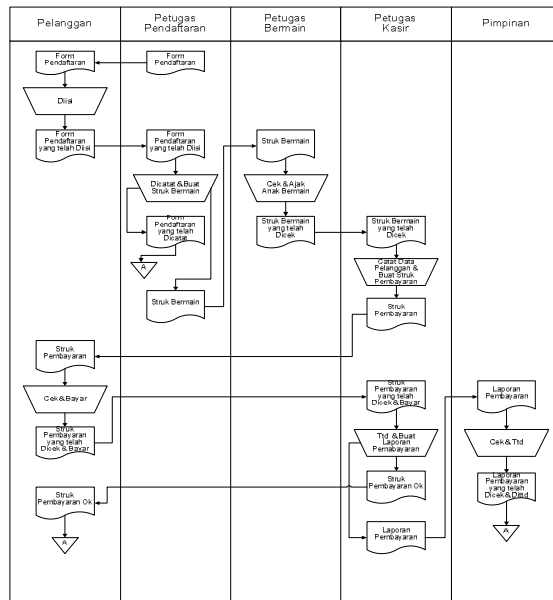 Pelanggan
Petugas
Pendaftaran
Petugas
Bermain
Petugas
Kasir
Pimpinan
Form
Pendaftaran
Form
Pendaftaran
Diisi
Form
Pendaftaran
yang telah Diisi
Form
Pendaftaran
yang telah Diisi
Struk Bermain
Dicatat & Buat
Struk Bermain
Cek & Ajak
Anak Bermain
Form
Pendaftaran
yang telah
Dicatat
Struk Bermain
yang telah
Dicek
Struk Bermain
yang telah
Dicek
A
Catat Data
Pelanggan &
Buat Struk
Pembayaran
Struk Bermain
Struk
Pembayaran
Struk
Pembayaran
Cek & Bayar
Struk
Pembayaran
yang telah
Dicek & Bayar
Laporan
Pembayaran
Struk
Pembayaran
yang telah
Dicek & Bayar
Ttd & Buat
Laporan
Pemabayaran
Cek & Ttd
Struk
Pembayaran Ok
Struk
Pembayaran Ok
Laporan
Pembayaran
yang telah
Dicek & Dittd
A
Laporan
Pembayaran
A